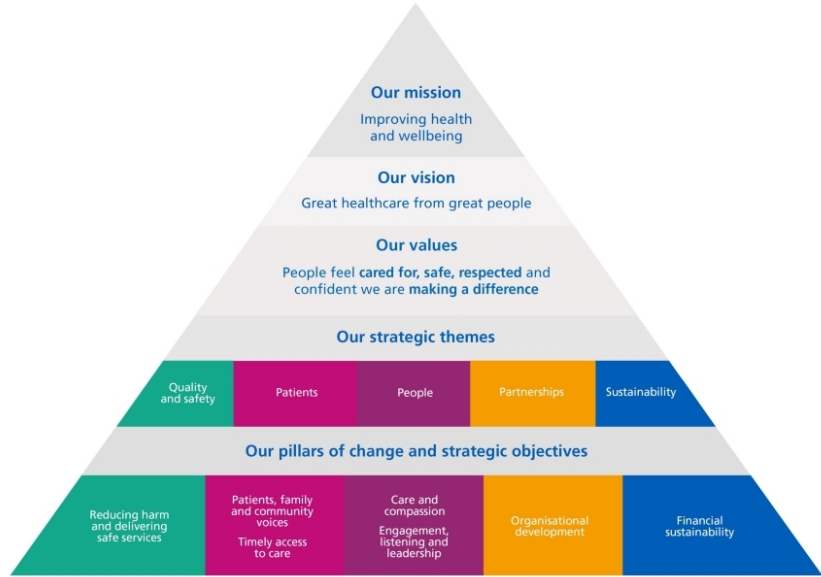 Our mission
Improving health
and wellbeing
Our vision
Great healthcare from great people
Our values
People feel cared for, safe, respected and
confident we are making a difference
Our strategic themes
Quality
and safety
Patients
People
Partnerships
Sustainability
Our pillars of change and strategic objectives
Reducing harm
and delivering
safe services
Patients, family
and community
voices
Timely access
to care
Care and
compassion
Engagement,
listening and
leadership
Organisational
development
Financial
sustainability